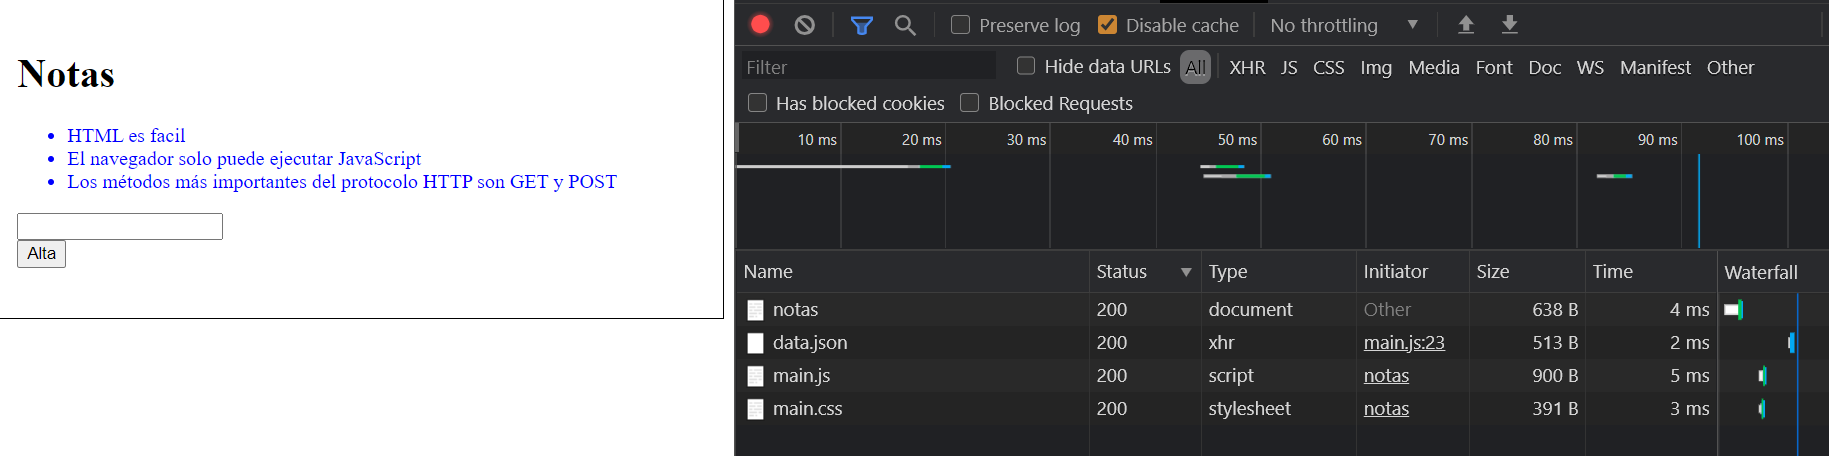 Notas
HTML es facil
El navegador solo puede ejecutar JavaScript
Los métodos más importantes del protocolo HTTP son GET y POST
Alta
Preserve log Disable cache No throttling
Filter Hide data URLs All XHR JS CSS Img Media Font Doc WS Manifest Other
Has blocked cookies Blocked Requests
10 ms 20 ms 30 ms 40 ms 50 ms 60 ms 70 ms 80 ms 90 ms 100 ms
Name Status Type Initiator Size Time Waterfall
notas 200 document Other 638 B 4 ms
data.json 200 xhr main.js:23 513 B 2 ms
main.js 200 script notas 900 B 5 ms
main.css 200 stylesheet notas 391 B 3 ms